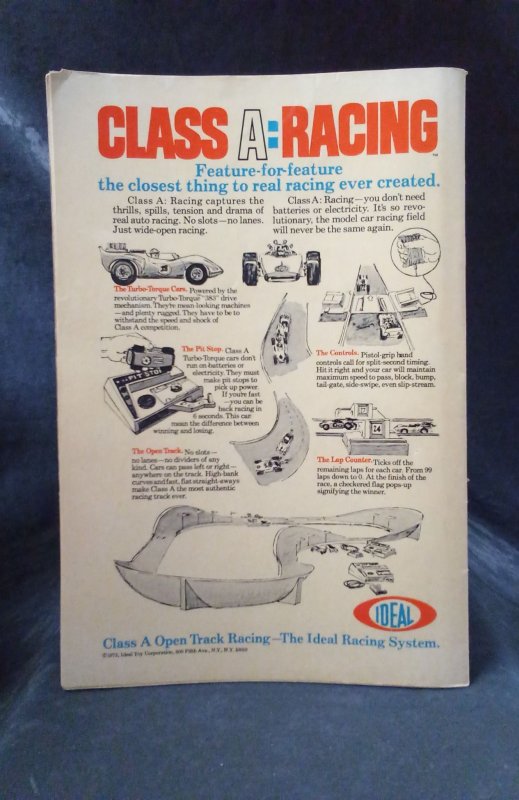 CLASS A: RACING
Feature-for-feature
the closest thing to real racing ever created.
Class A: Racing captures the
thrills, spills, tension and drama of
real auto racing. No slots—no lanes.
Just wide-open racing.
Class A: Racing—you don't need
batteries or electricity. It's so revo-
lutionary, the model car racing field
will never be the same again.
The Turbo-Torque Cars. Powered by the
revolutionary Turbo-Torque "383" drive
mechanism. They're mean-looking machines
—and plenty rugged. They have to be to
withstand the speed and shock of
Class A competition.
The Pit Stop. Class A
Turbo-Torque cars don't
run on batteries or
electricity. They must
make pit stops to
pick up power.
If you're fast
—you can be
back racing in
6 seconds. This can
mean the difference between
winning and losing.
PIT STOP
The Controls. Pistol-grip hand
controls call for split-second timing.
Hit it right and your car will maintain
maximum speed to pass, block, bump,
tail-gate, side-swipe, even slip-stream.
The Open Track. No slots—
no lanes—no dividers of any
kind. Cars can pass left or right—
anywhere on the track. High-bank
curves and fast, flat straight-aways
make Class A the most authentic
racing track ever.
24
The Lap Counter. Ticks off the
remaining laps for each car. From 99
laps down to 0. At the finish of the
race, a checkered flag pops-up
signifying the winner.
IDEAL
Class A Open Track Racing—The Ideal Racing System.
©1972, Ideal Toy Corporation, 200 Fifth Ave., N.Y., N.Y. 10010